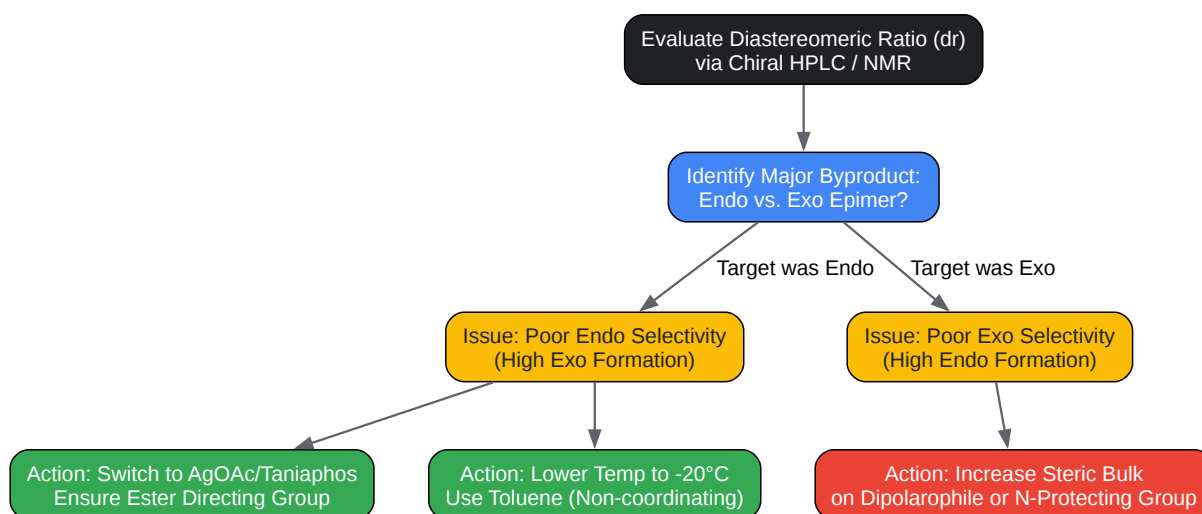 Evaluate Diastereomeric Ratio (dr)
via Chiral HPLC / NMR
Identify Major Byproduct:
Endo vs. Exo Epimer?
Target was Endo
Target was Exo
Issue: Poor Endo Selectivity
(High Exo Formation)
Issue: Poor Exo Selectivity
(High Endo Formation)
Action: Switch to AgOAc/Taniaphos
Ensure Ester Directing Group
Action: Lower Temp to -20°C
Use Toluene (Non-coordinating)
Action: Increase Steric Bulk
on Dipolarophile or N-Protecting Group